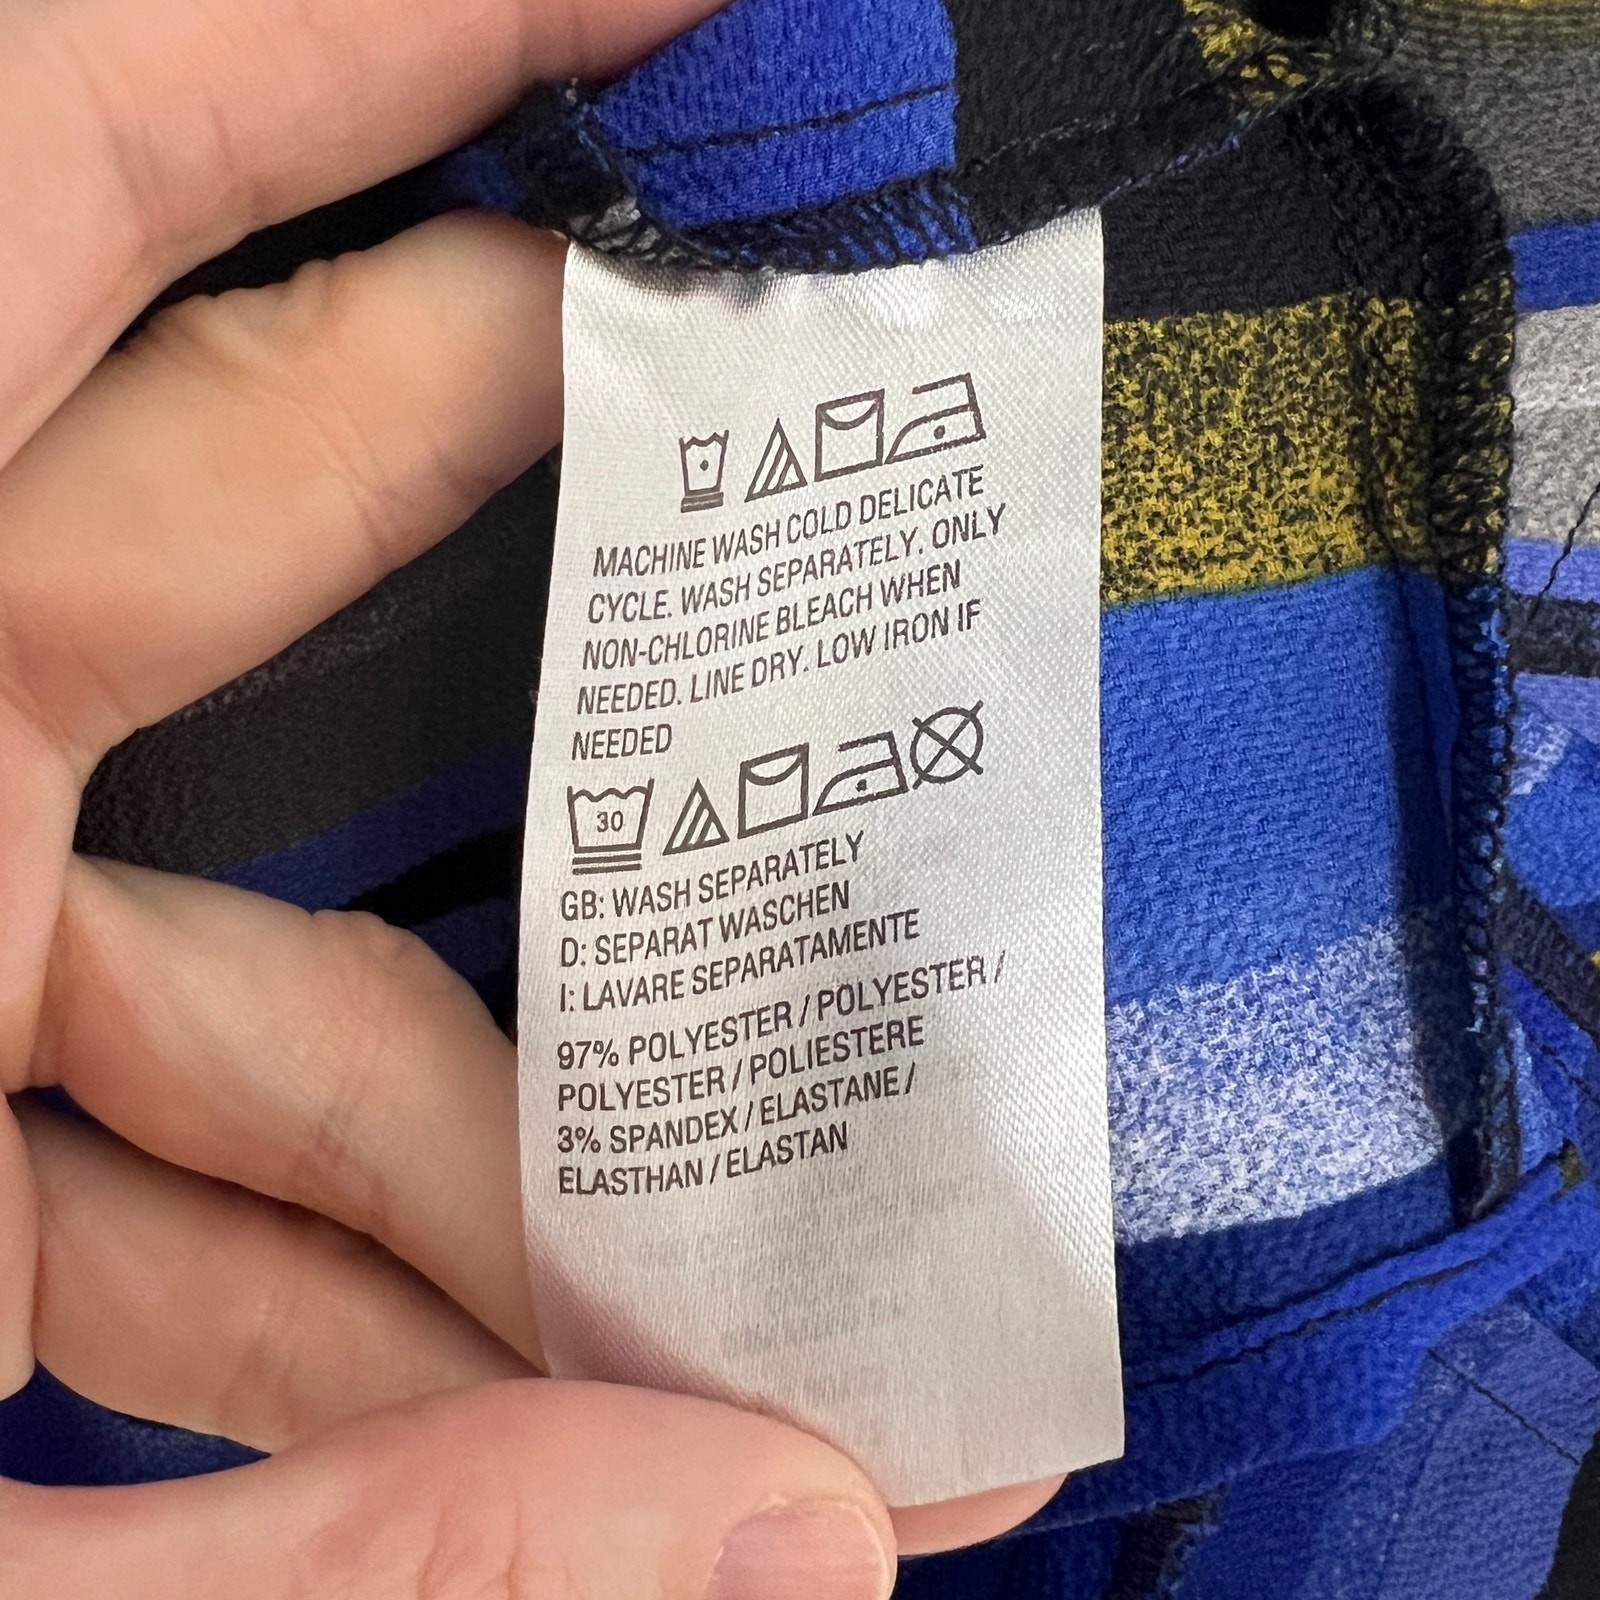 MACHINE WASH COLD DELICATE
CYCLE. WASH SEPARATELY. ONLY
NON-CHLORINE BLEACH WHEN
NEEDED. LINE DRY. LOW IRON IF
NEEDED
30
GB: WASH SEPARATELY
D: SEPARAT WASCHEN
I: LAVARE SEPARATAMENTE
97% POLYESTER / POLYESTER /
POLYESTER / POLIESTERE
3% SPANDEX / ELASTANE /
ELASTHAN / ELASTAN